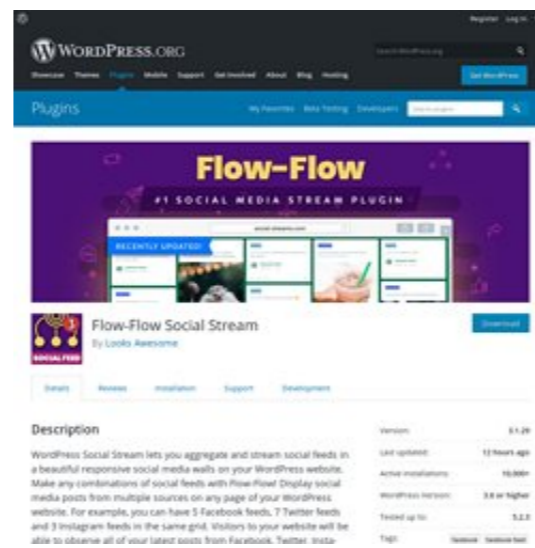 Register Log In
WORDPRESS.ORG
Search WordPress.org
Showcase Themes Plugins Mobile Support Get Involved About Blog Hosting
Get WordPress
Plugins
My Favorites Beta Testing Developers
Flow-Flow
#1 SOCIAL MEDIA STREAM PLUGIN
RECENTLY UPDATED!
SOCIAL FEED
Flow-Flow Social Stream
By Looks Awesome
Download
Details Reviews Installation Support Development
Description
WordPress Social Stream lets you aggregate and stream social feeds in
a beautiful responsive social media walls on your WordPress website.
Make any combinations of social feeds with Flow-Flow! Display social
media posts from multiple sources on any page of your WordPress
website. For example, you can have 5 Facebook feeds, 7 Twitter feeds
and 3 Instagram feeds in the same grid. Visitors to your website will be
able to observe all of your latest posts from Facebook, Twitter, Insta-
Version:
Last updated: 12 hours ago
Active installations: 10,000+
WordPress Version: 3.8 or higher
Tested up to: 5.2.3
Tags: